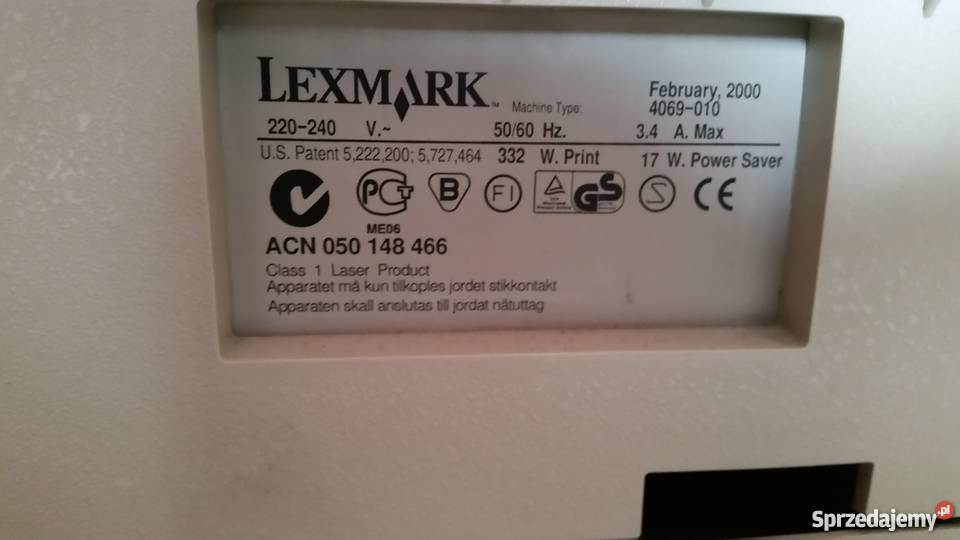 LEXMARK™ Machine Type: February, 2000
4069-010
220-240 V.~ 50/60 Hz. 3.4 A. Max
U.S. Patent 5,222,200; 5,727,464 332 W. Print 17 W. Power Saver
PCT B FI GS S CE
ME06
ACN 050 148 466
Class 1 Laser Product
Apparatet må kun tilkoples jordet stikkontakt
Apparaten skall anslutas till jordat nätuttag
Sprzedajemy.pl